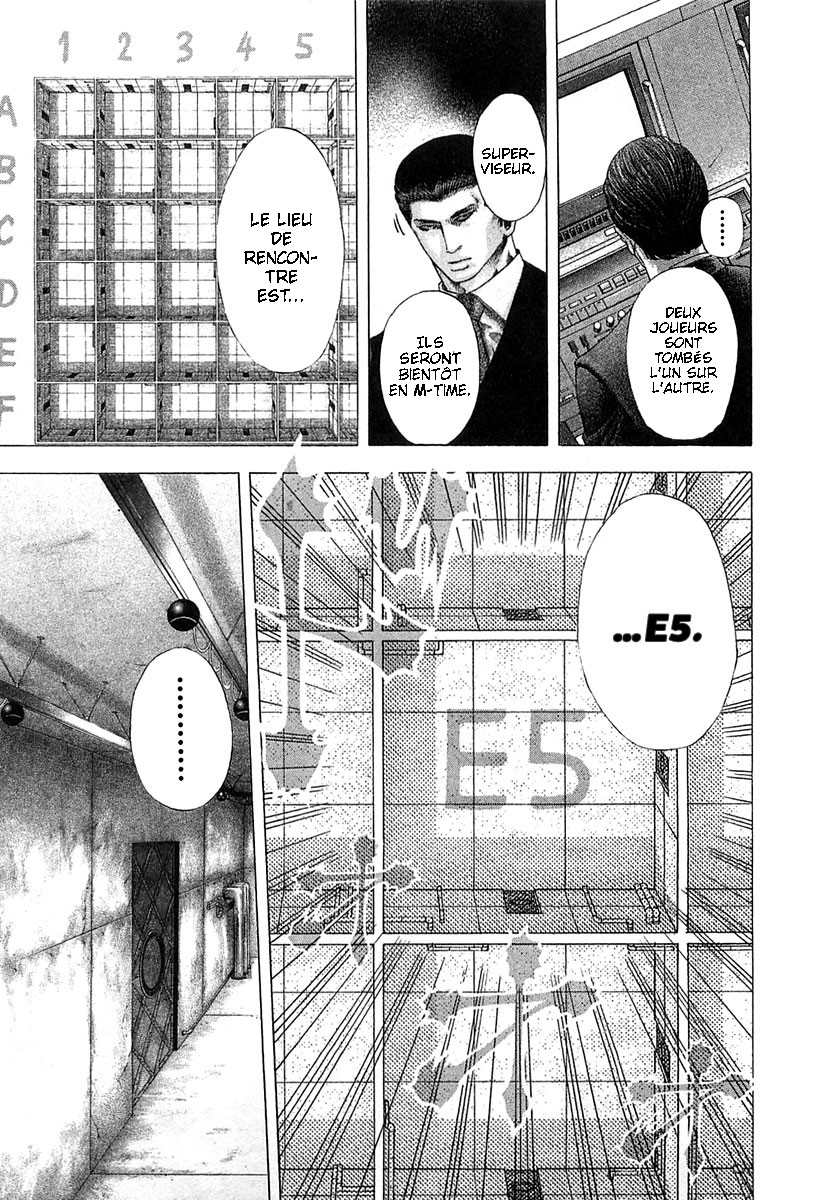 ......
DEUX
JOUEURS
SONT
TOMBÉS
L'UN SUR
L'AUTRE.
SUPER-
VISEUR.
ILS
SERONT
BIENTÔT
EN M-TIME.
1 2 3 4 5
A
B
C
D
E
F
LE LIEU
DE
RENCON-
TRE
EST...
...E5.
E5
..........